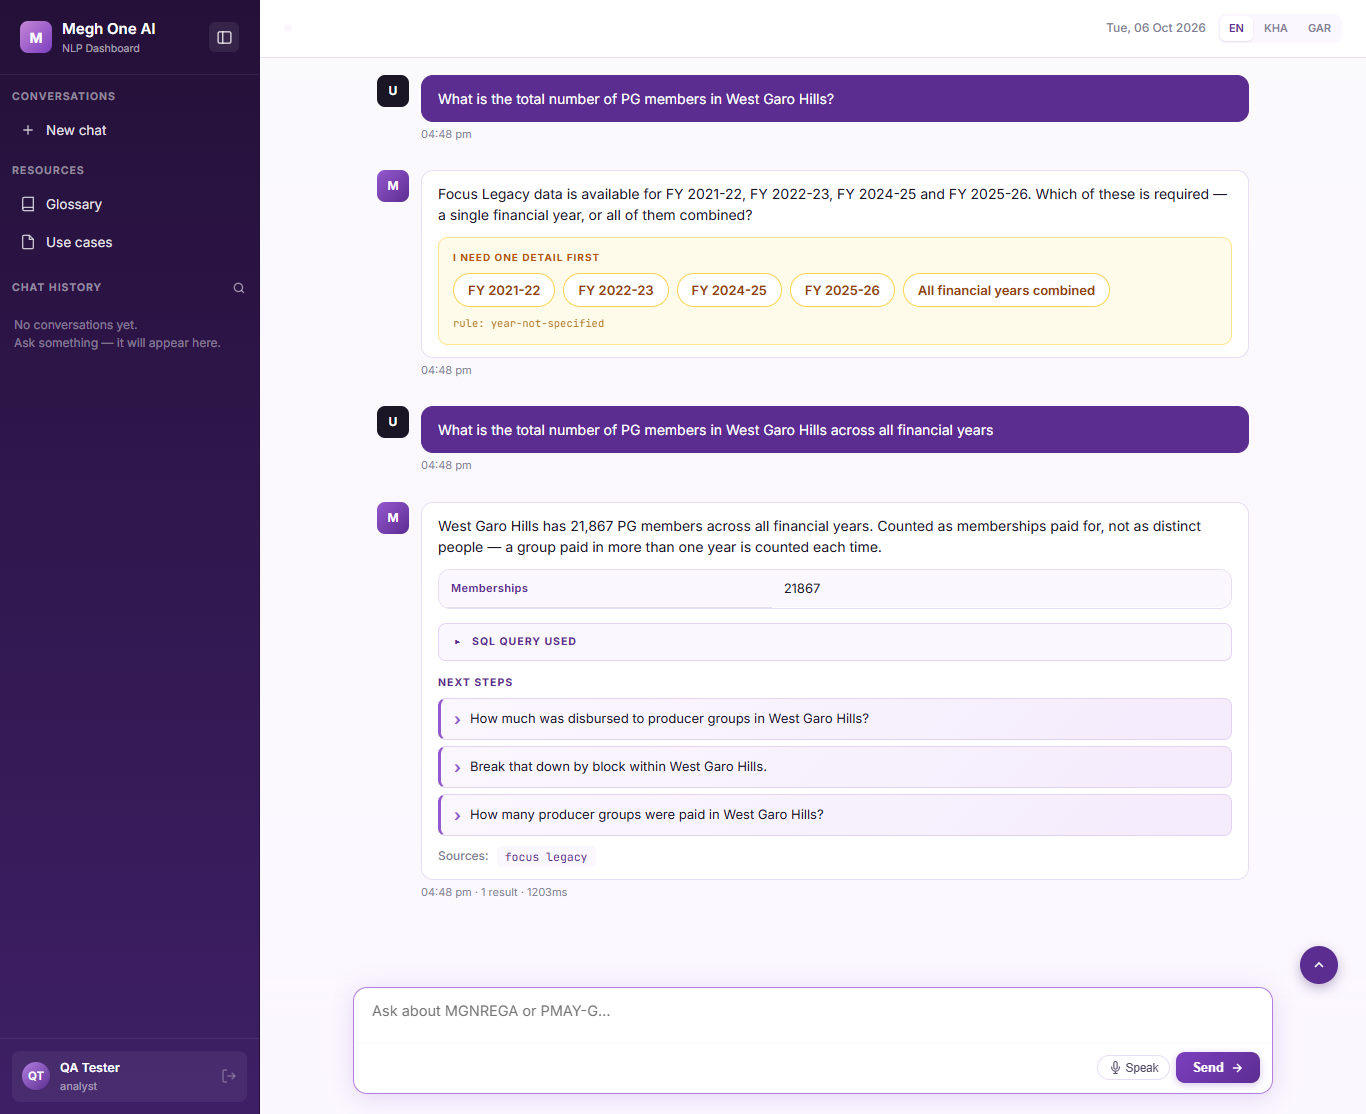 M
Megh One AI
NLP Dashboard
CONVERSATIONS
+ New chat
RESOURCES
Glossary
Use cases
CHAT HISTORY
No conversations yet.
Ask something — it will appear here.
QT
QA Tester
analyst
Tue, 06 Oct 2026
EN KHA GAR
U
What is the total number of PG members in West Garo Hills?
04:48 pm
M
Focus Legacy data is available for FY 2021-22, FY 2022-23, FY 2024-25 and FY 2025-26. Which of these is required —
a single financial year, or all of them combined?
I NEED ONE DETAIL FIRST
FY 2021-22 FY 2022-23 FY 2024-25 FY 2025-26 All financial years combined
rule: year-not-specified
04:48 pm
U
What is the total number of PG members in West Garo Hills across all financial years
04:48 pm
M
West Garo Hills has 21,867 PG members across all financial years. Counted as memberships paid for, not as distinct
people — a group paid in more than one year is counted each time.
Memberships 21867
SQL QUERY USED
NEXT STEPS
How much was disbursed to producer groups in West Garo Hills?
Break that down by block within West Garo Hills.
How many producer groups were paid in West Garo Hills?
Sources: focus legacy
04:48 pm · 1 result · 1203ms
Ask about MGNREGA or PMAY-G...
Speak Send →